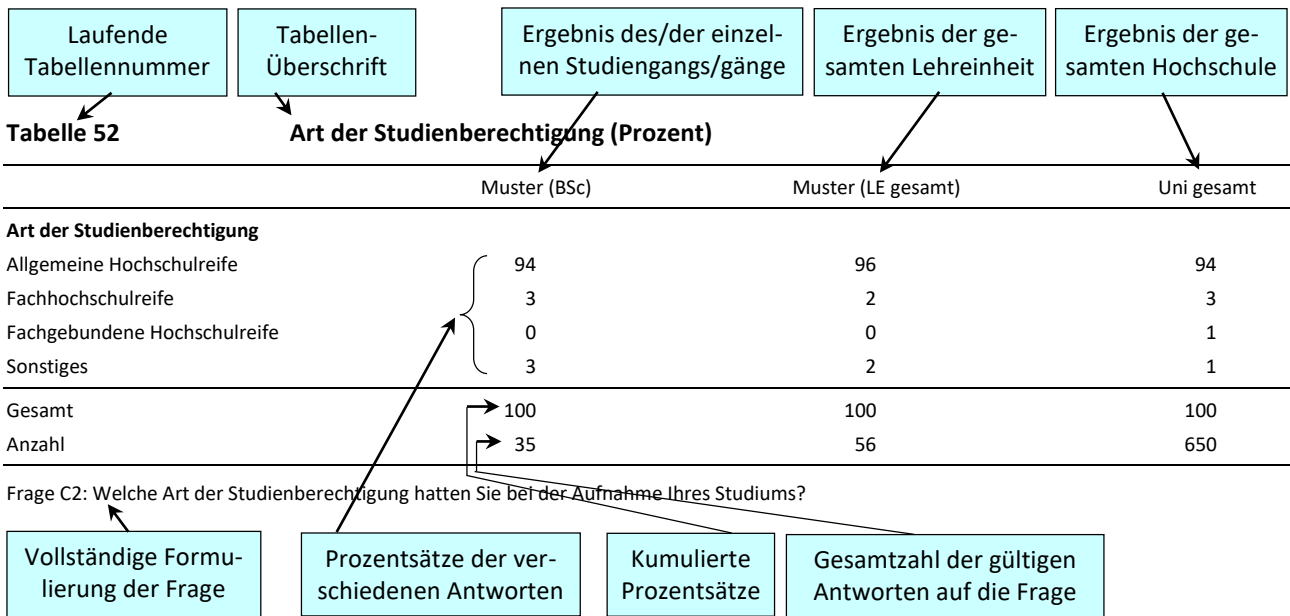 Laufende
Tabellennummer
Tabellen-
Überschrift
Ergebnis des/der einzel-
nen Studiengangs/gänge
Ergebnis der ge-
samten Lehreinheit
Ergebnis der ge-
samten Hochschule
Tabelle 52 Art der Studienberechtigung (Prozent)
Muster (BSc) Muster (LE gesamt) Uni gesamt
Art der Studienberechtigung
Allgemeine Hochschulreife 94 96 94
Fachhochschulreife 3 2 3
Fachgebundene Hochschulreife 0 0 1
Sonstiges 3 2 1
Gesamt 100 100 100
Anzahl 35 56 650
Frage C2: Welche Art der Studienberechtigung hatten Sie bei der Aufnahme Ihres Studiums?
Vollständige Formu-
lierung der Frage
Prozentsätze der ver-
schiedenen Antworten
Kumulierte
Prozentsätze
Gesamtzahl der gültigen
Antworten auf die Frage